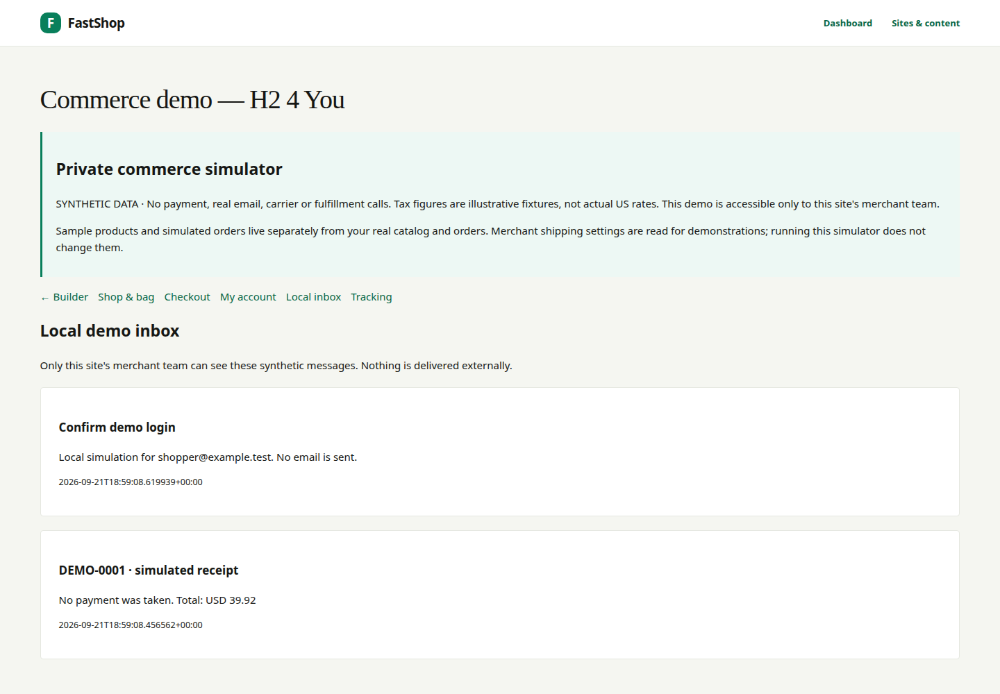 F FastShop
Dashboard Sites & content
Commerce demo — H2 4 You
Private commerce simulator
SYNTHETIC DATA · No payment, real email, carrier or fulfillment calls. Tax figures are illustrative fixtures, not actual US rates. This demo is accessible only to this site's merchant team.
Sample products and simulated orders live separately from your real catalog and orders. Merchant shipping settings are read for demonstrations; running this simulator does not
change them.
← Builder Shop & bag Checkout My account Local inbox Tracking
Local demo inbox
Only this site's merchant team can see these synthetic messages. Nothing is delivered externally.
Confirm demo login
Local simulation for shopper@example.test. No email is sent.
2026-09-21T18:59:08.619939+00:00
DEMO-0001 · simulated receipt
No payment was taken. Total: USD 39.92
2026-09-21T18:59:08.456562+00:00